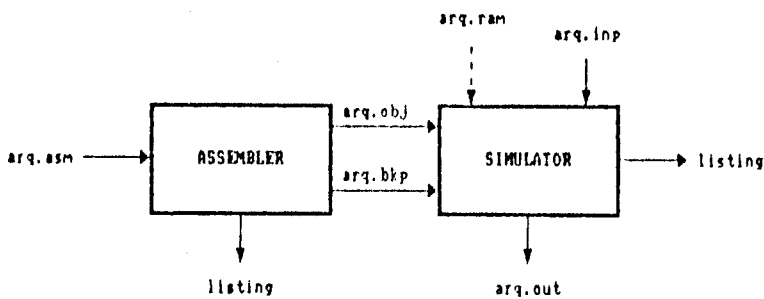 arq.ram
arq.inp
arq.obj
arq.asm
ASSEMBLER
SIMULATOR
listing
arq.bkp
listing
arq.out